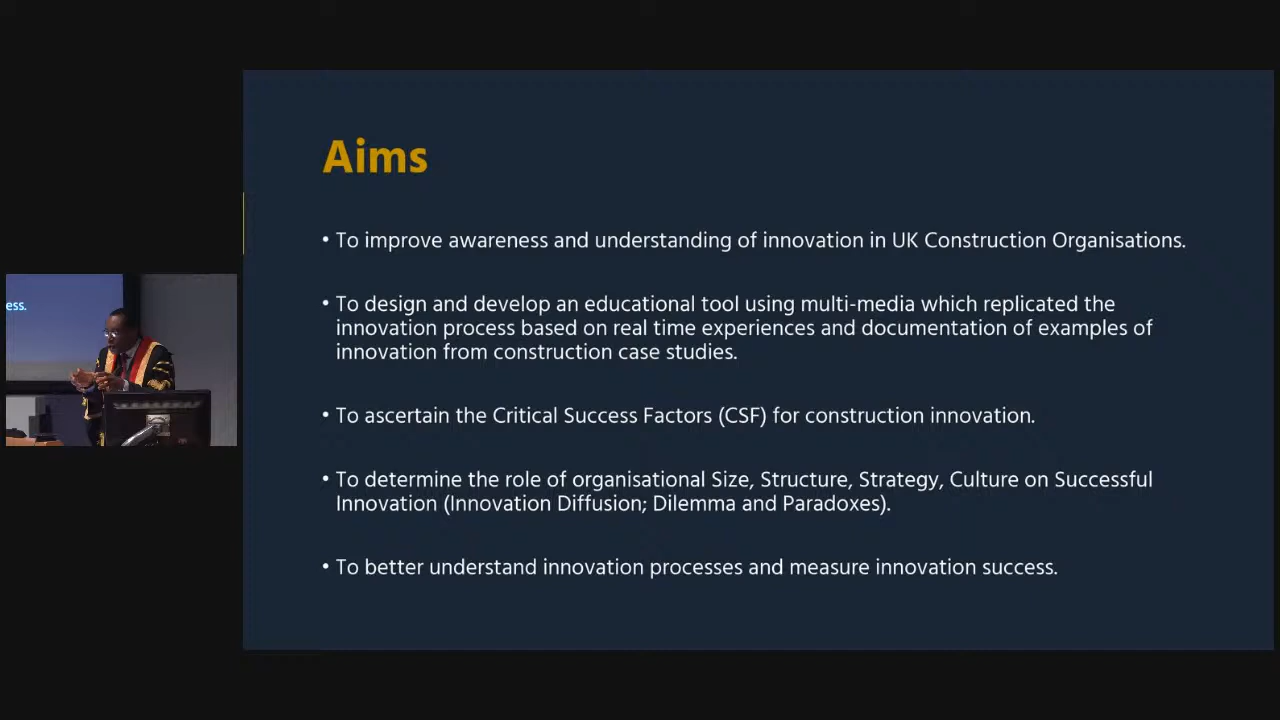 Aims
• To improve awareness and understanding of innovation in UK Construction Organisations.
• To design and develop an educational tool using multi-media which replicated the
innovation process based on real time experiences and documentation of examples of
innovation from construction case studies.
• To ascertain the Critical Success Factors (CSF) for construction innovation.
• To determine the role of organisational Size, Structure, Strategy, Culture on Successful
Innovation (Innovation Diffusion; Dilemma and Paradoxes).
• To better understand innovation processes and measure innovation success.
ess.